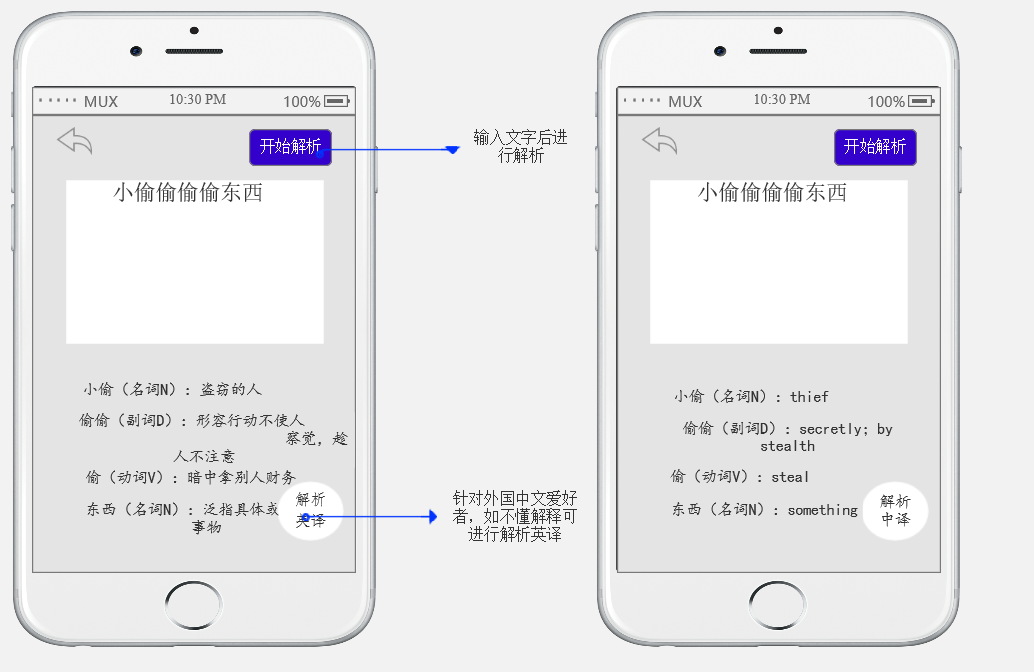 MUX 10:30 PM 100%
开始解析
小偷偷偷偷东西
小偷（名词N）：盗窃的人
偷偷（副词D）：形容行动不使人
察觉，趁
人不注意
偷（动词V）：暗中拿别人财务
东西（名词N）：泛指具体或
事物
解析
英译
输入文字后进
行解析
针对外国中文爱好
者，如不懂解释可
进行解析英译
MUX 10:30 PM 100%
开始解析
小偷偷偷偷东西
小偷（名词N）：thief
偷偷（副词D）：secretly; by
stealth
偷（动词V）：steal
东西（名词N）：something
解析
中译